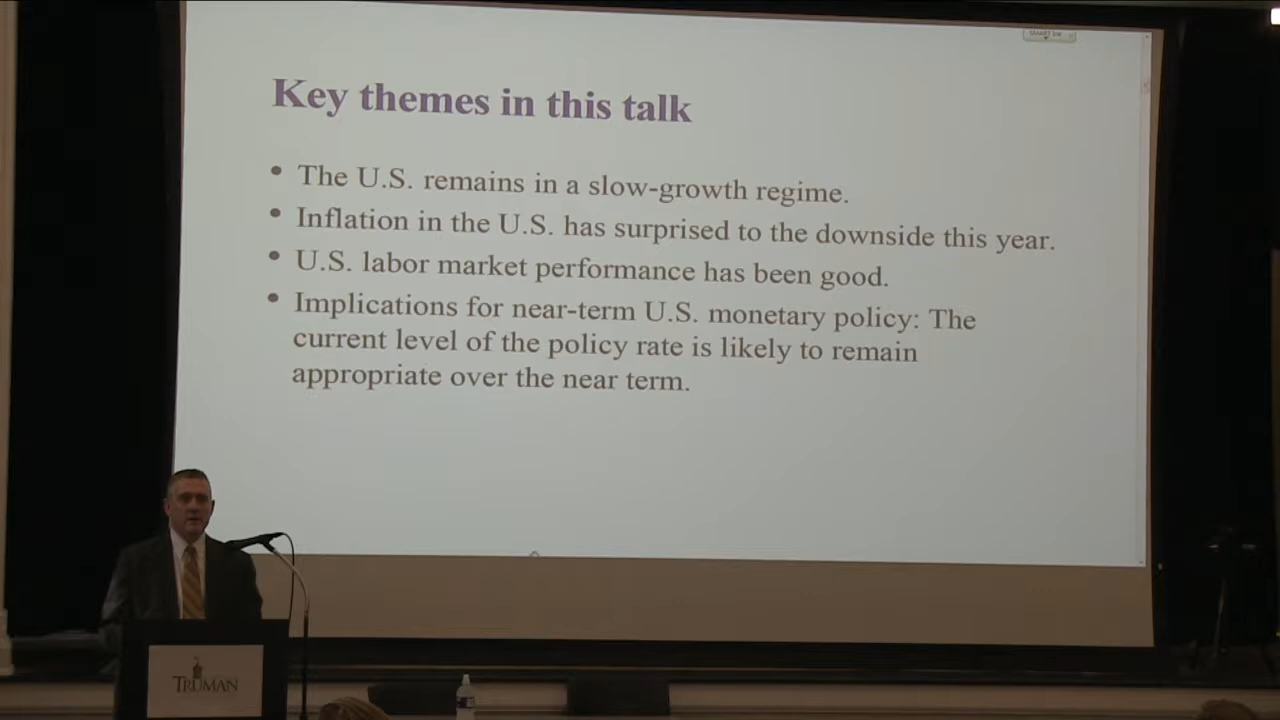 Key themes in this talk
• The U.S. remains in a slow-growth regime.
• Inflation in the U.S. has surprised to the downside this year.
• U.S. labor market performance has been good.
• Implications for near-term U.S. monetary policy: The
current level of the policy rate is likely to remain
appropriate over the near term.
TRUMAN